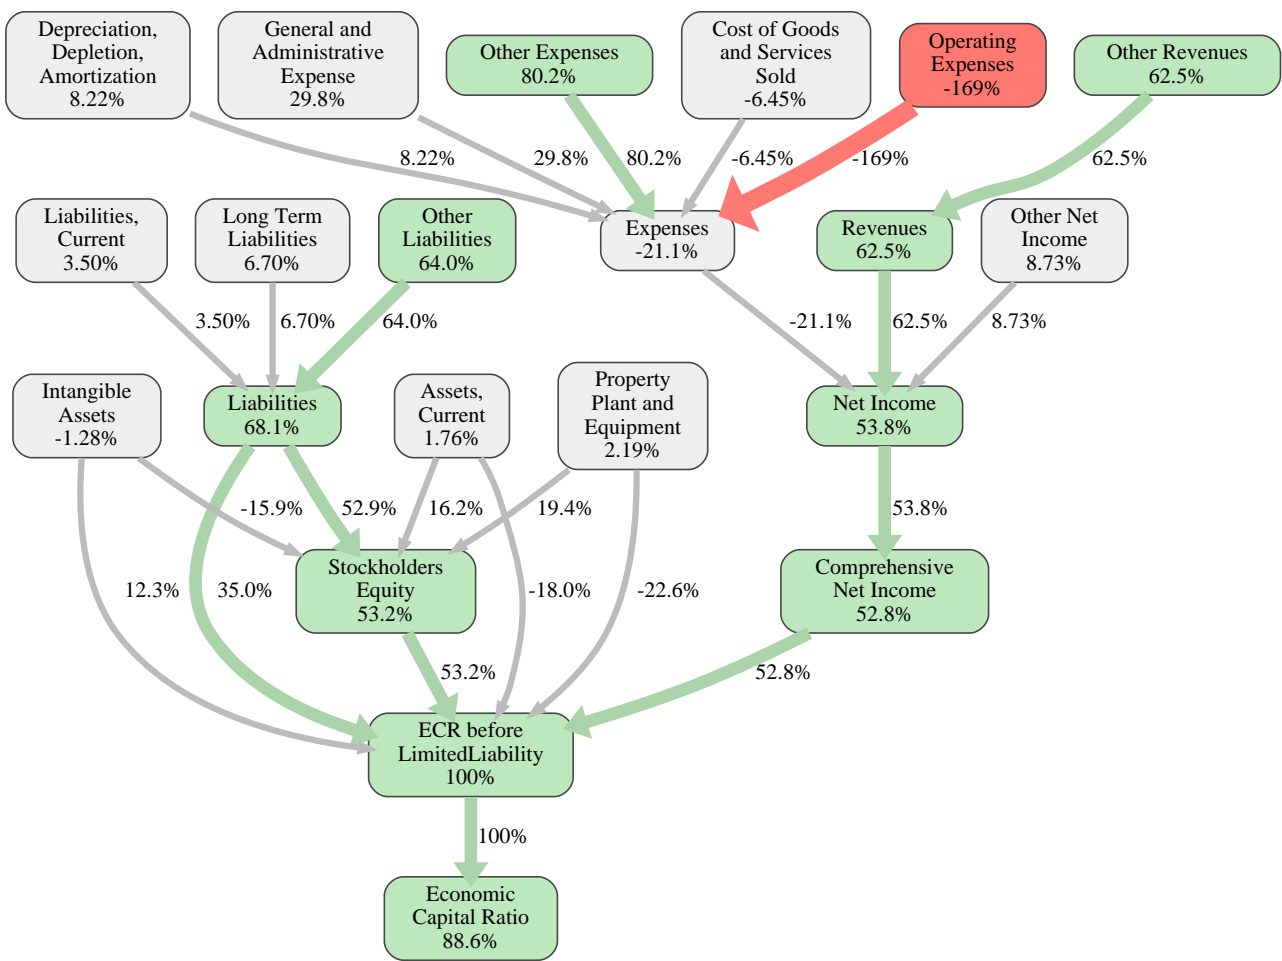 Depreciation,
Depletion,
Amortization
8.22%
General and
Administrative
Expense
29.8%
Other Expenses
80.2%
Cost of Goods
and Services
Sold
-6.45%
Operating
Expenses
-169%
Other Revenues
62.5%
8.22%
29.8%
80.2%
-6.45%
-169%
62.5%
Liabilities,
Current
3.50%
Long Term
Liabilities
6.70%
Other
Liabilities
64.0%
Expenses
-21.1%
Revenues
62.5%
Other Net
Income
8.73%
3.50%
6.70%
64.0%
-21.1%
62.5%
8.73%
Intangible
Assets
-1.28%
Liabilities
68.1%
Assets,
Current
1.76%
Property
Plant and
Equipment
2.19%
Net Income
53.8%
-15.9%
52.9%
16.2%
19.4%
53.8%
12.3%
35.0%
Stockholders
Equity
53.2%
-18.0%
-22.6%
Comprehensive
Net Income
52.8%
53.2%
52.8%
ECR before
LimitedLiability
100%
100%
Economic
Capital Ratio
88.6%